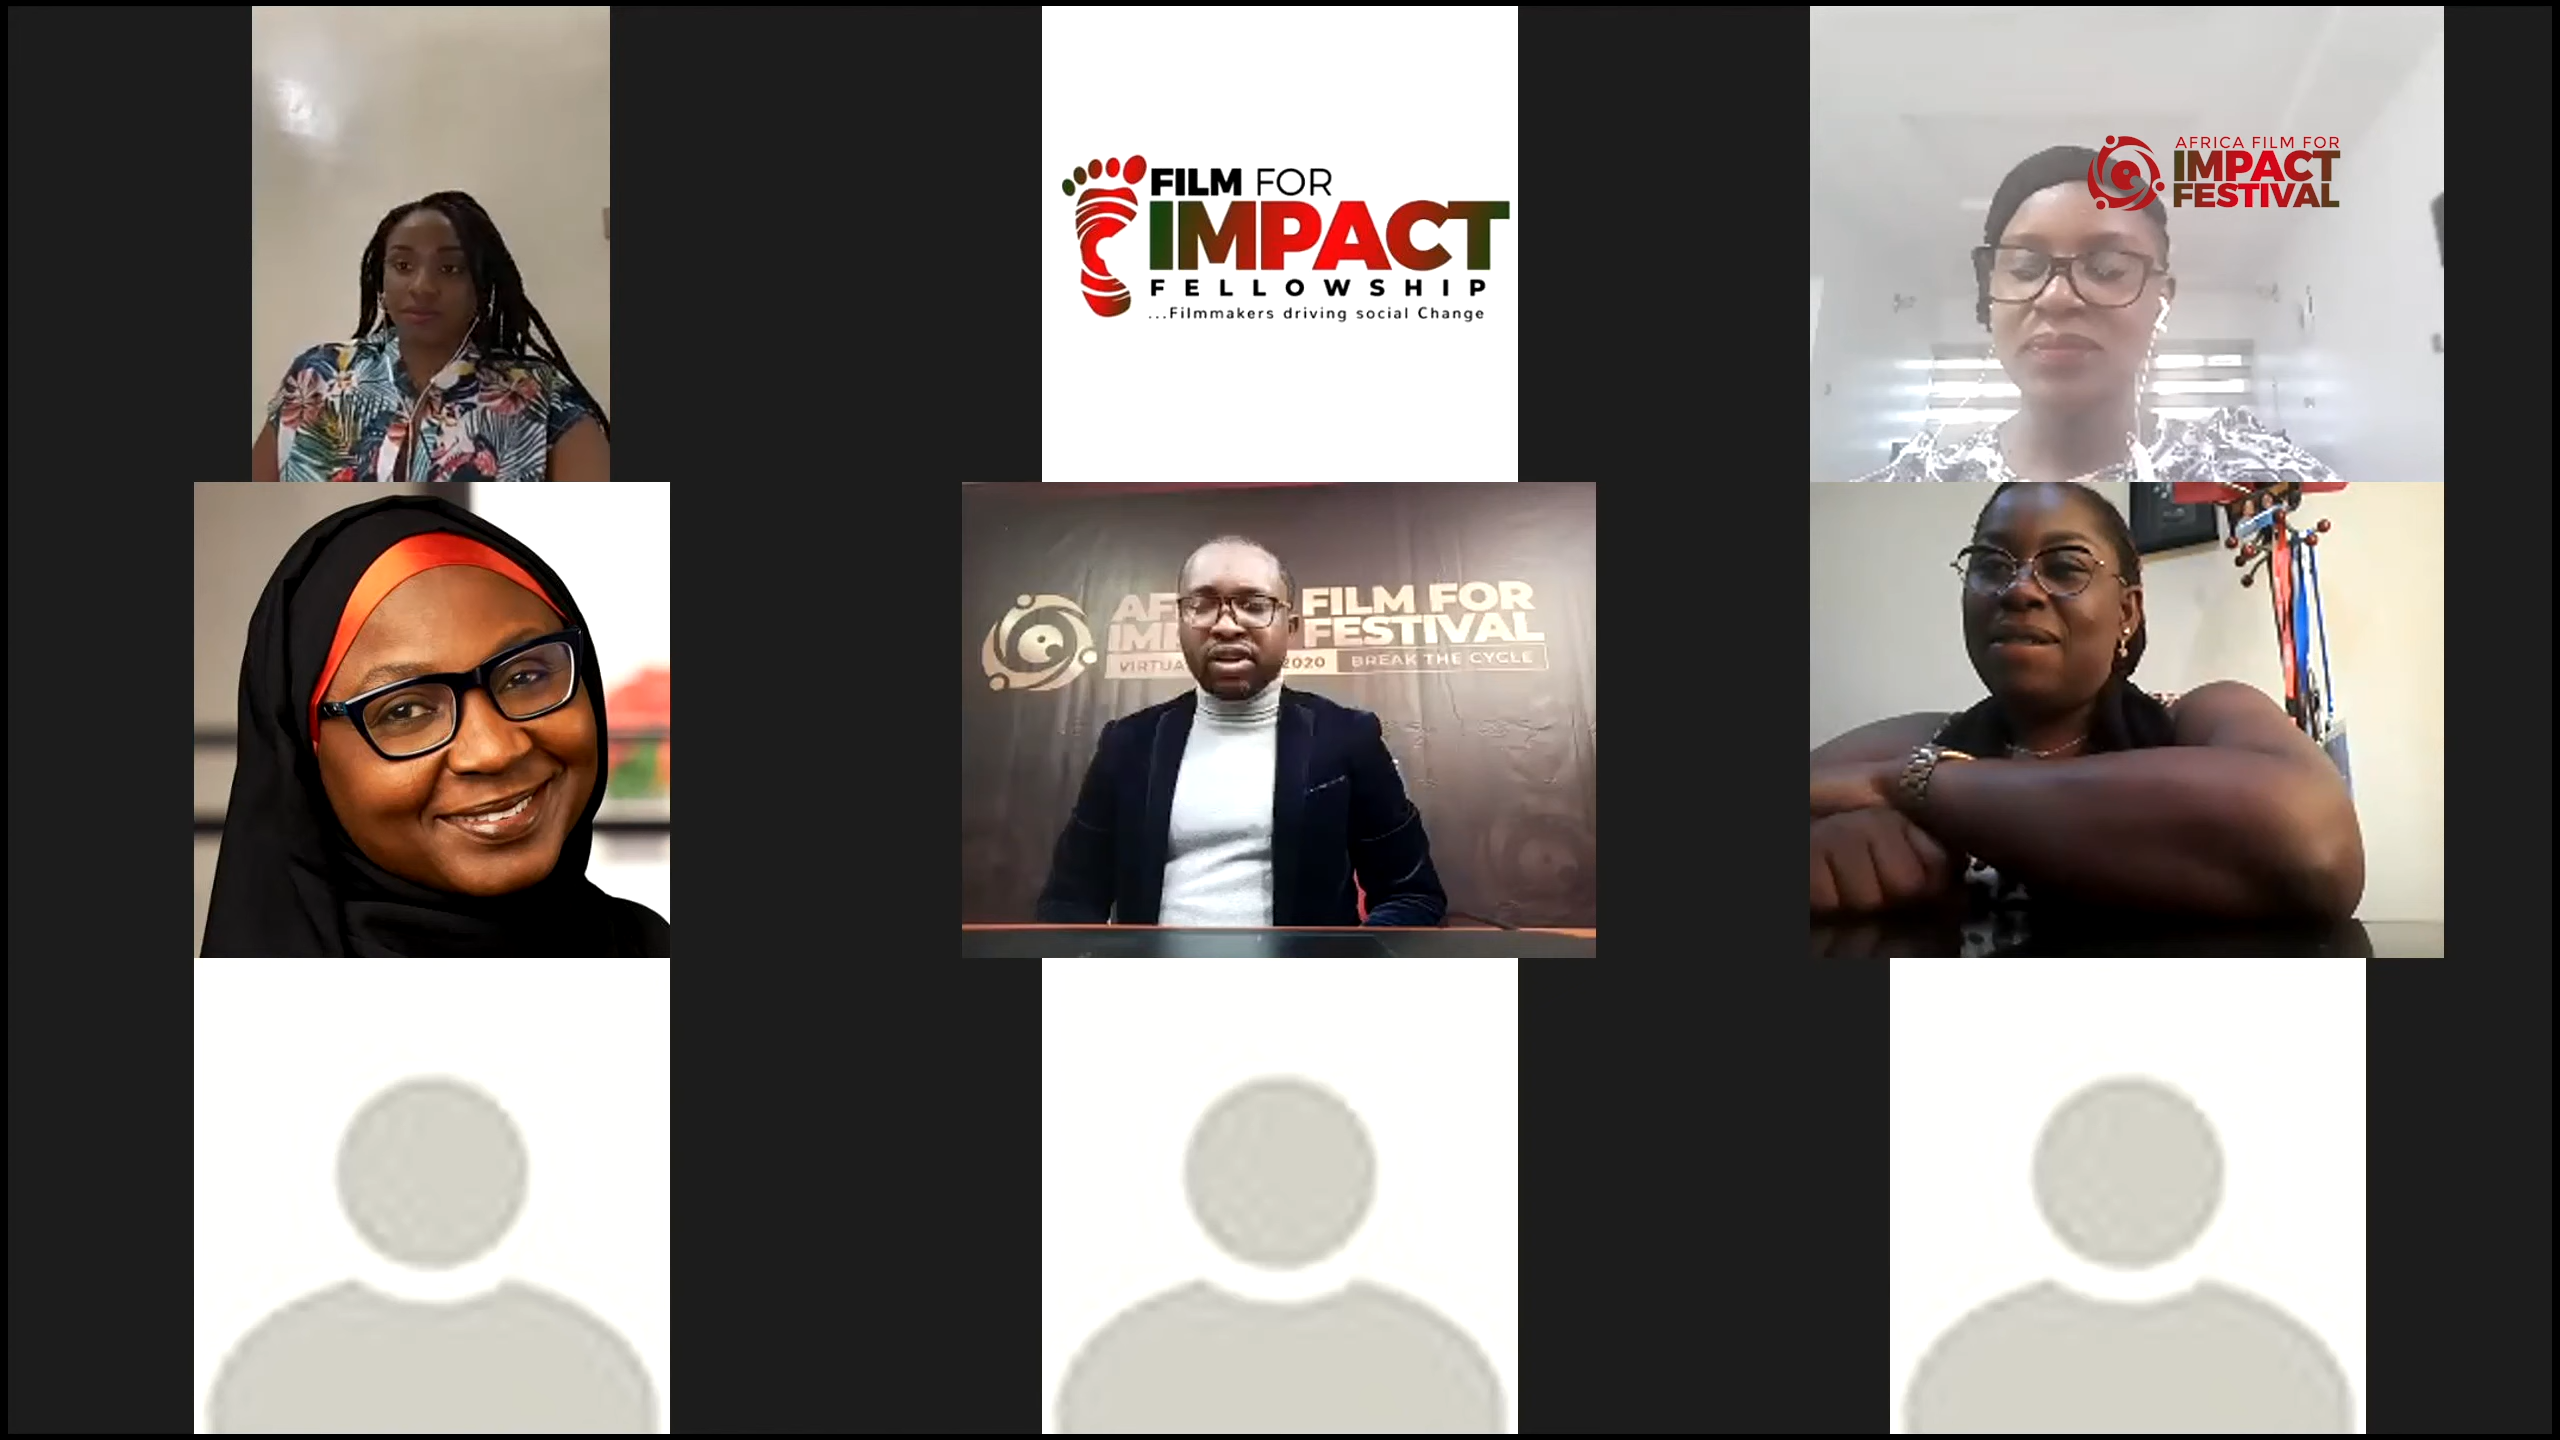 FILM FOR
IMPACT
FELLOWSHIP
...Filmmakers driving social Change
AFRICA FILM FOR
IMPACT
FESTIVAL
FILM FOR
FESTIVAL
2020 BREAK THE CYCLE